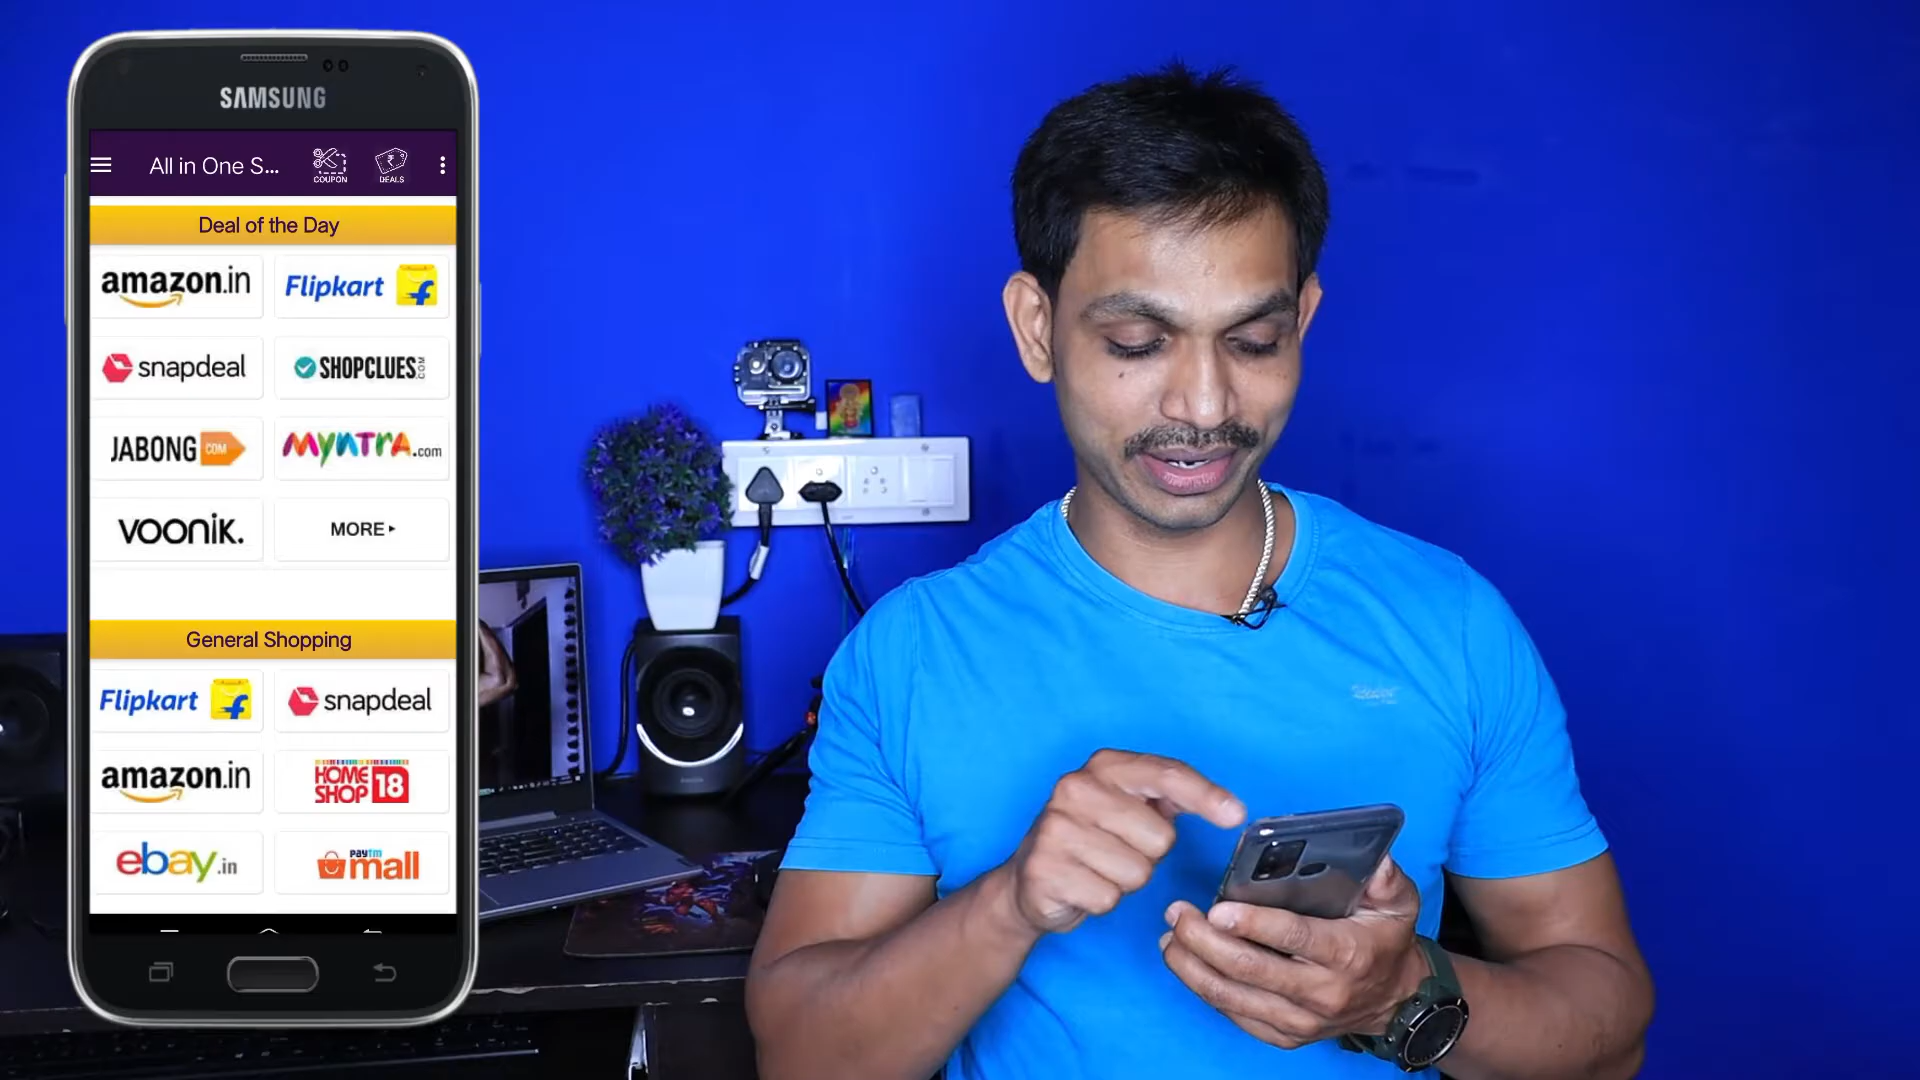 SAMSUNG
All in One S...
COUPON
DEALS
Deal of the Day
amazon.in
Flipkart
snapdeal
SHOPCLUES.COM
JABONG COM
Myntra.com
VOONIK.
MORE
General Shopping
Flipkart
snapdeal
amazon.in
HOME SHOP 18
ebay.in
paytm mall